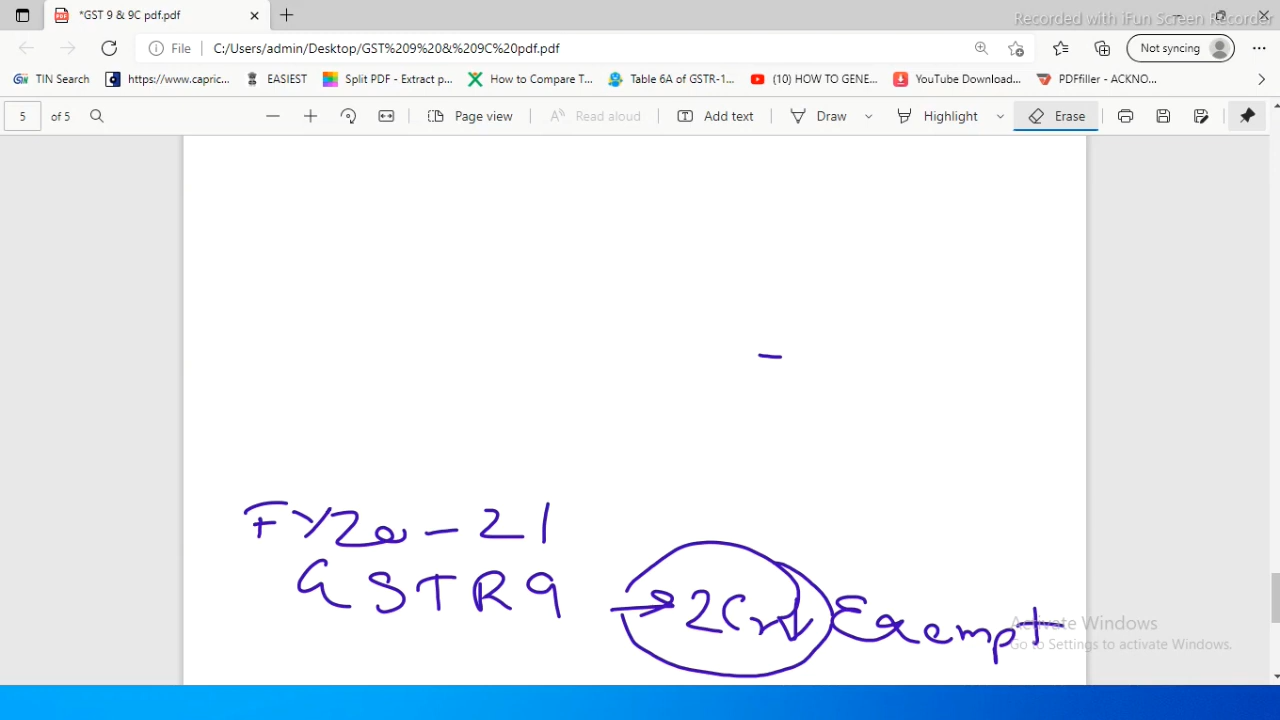 *GST 9 & 9C pdf.pdf
Recorded with iFun Screen Recorder
File C:/Users/admin/Desktop/GST%209%20&%209C%20pdf.pdf Not syncing
TIN Search https://www.capric... EASIEST Split PDF - Extract p... How to Compare T... Table 6A of GSTR-1... (10) HOW TO GENE... YouTube Download... PDFfiller - ACKNO...
5 of 5 Page view Read aloud Add text Draw Highlight Erase
FY20-21
GSTR9 → 2Cr↓ Exempt
Activate Windows
Go to Settings to activate Windows.